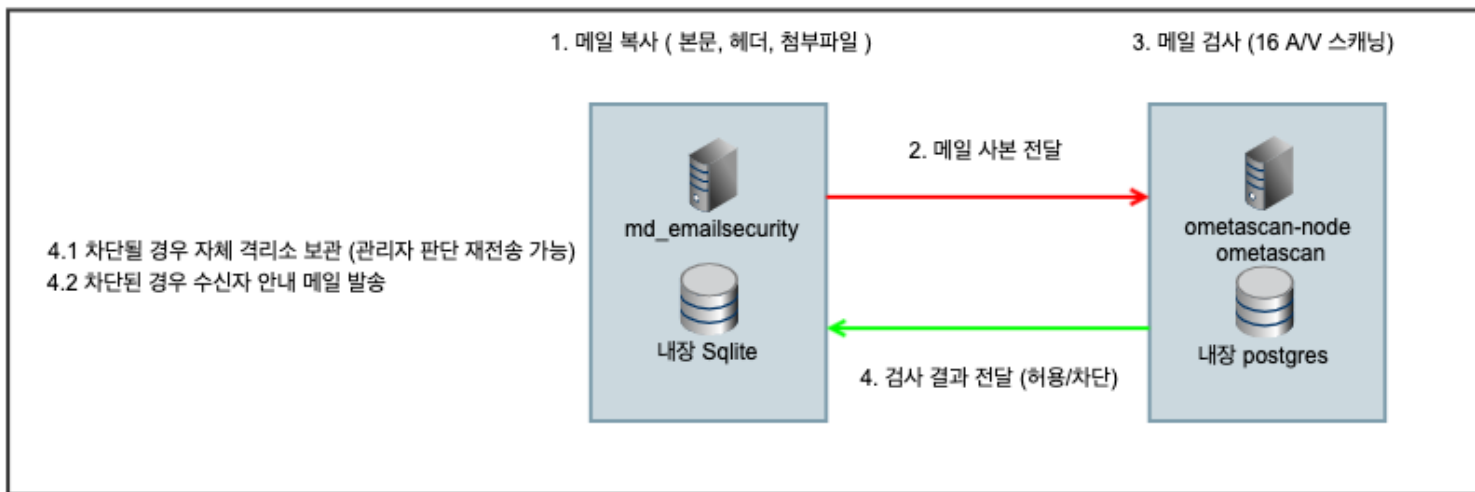 1. 메일 복사 ( 본문, 헤더, 첨부파일 )
3. 메일 검사 (16 A/V 스캐닝)
2. 메일 사본 전달
md_emailsecurity
ometascan-node
ometascan
4.1 차단될 경우 자체 격리소 보관 (관리자 판단 재전송 가능)
4.2 차단된 경우 수신자 안내 메일 발송
내장 Sqlite
내장 postgres
4. 검사 결과 전달 (허용/차단)